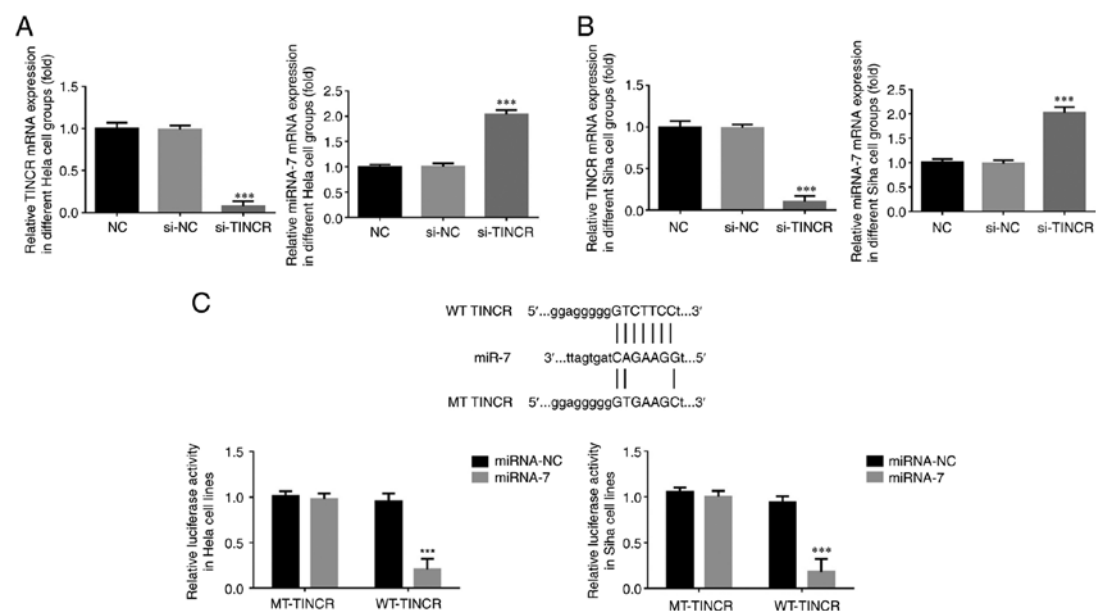 A
Relative TINCR mRNA expression
in different Hela cell groups (fold)
1.5
1.0
0.5
0.0
***
NC
si-NC
si-TINCR
Relative miRNA-7 mRNA expression
in different Hela cell groups (fold)
2.5
2.0
1.5
1.0
0.5
0.0
***
NC
si-NC
si-TINCR
B
Relative TINCR mRNA expression
in different Siha cell groups (fold)
1.5
1.0
0.5
0.0
***
NC
si-NC
si-TINCR
Relative miRNA-7 mRNA expression
in different Siha cell groups (fold)
2.5
2.0
1.5
1.0
0.5
0.0
***
NC
si-NC
si-TINCR
C
WT TINCR 5'...ggagggggGTCTTCCt...3'
miR-7 3'...ttagtgatCAGAAGGt...5'
MT TINCR 5'...ggagggggGTGAAGCt...3'
Relative luciferase activity
in Hela cell lines
1.5
1.0
0.5
0.0
***
MT-TINCR
WT-TINCR
miRNA-NC
miRNA-7
Relative luciferase activity
in Siha cell lines
1.5
1.0
0.5
0.0
***
MT-TINCR
WT-TINCR
miRNA-NC
miRNA-7